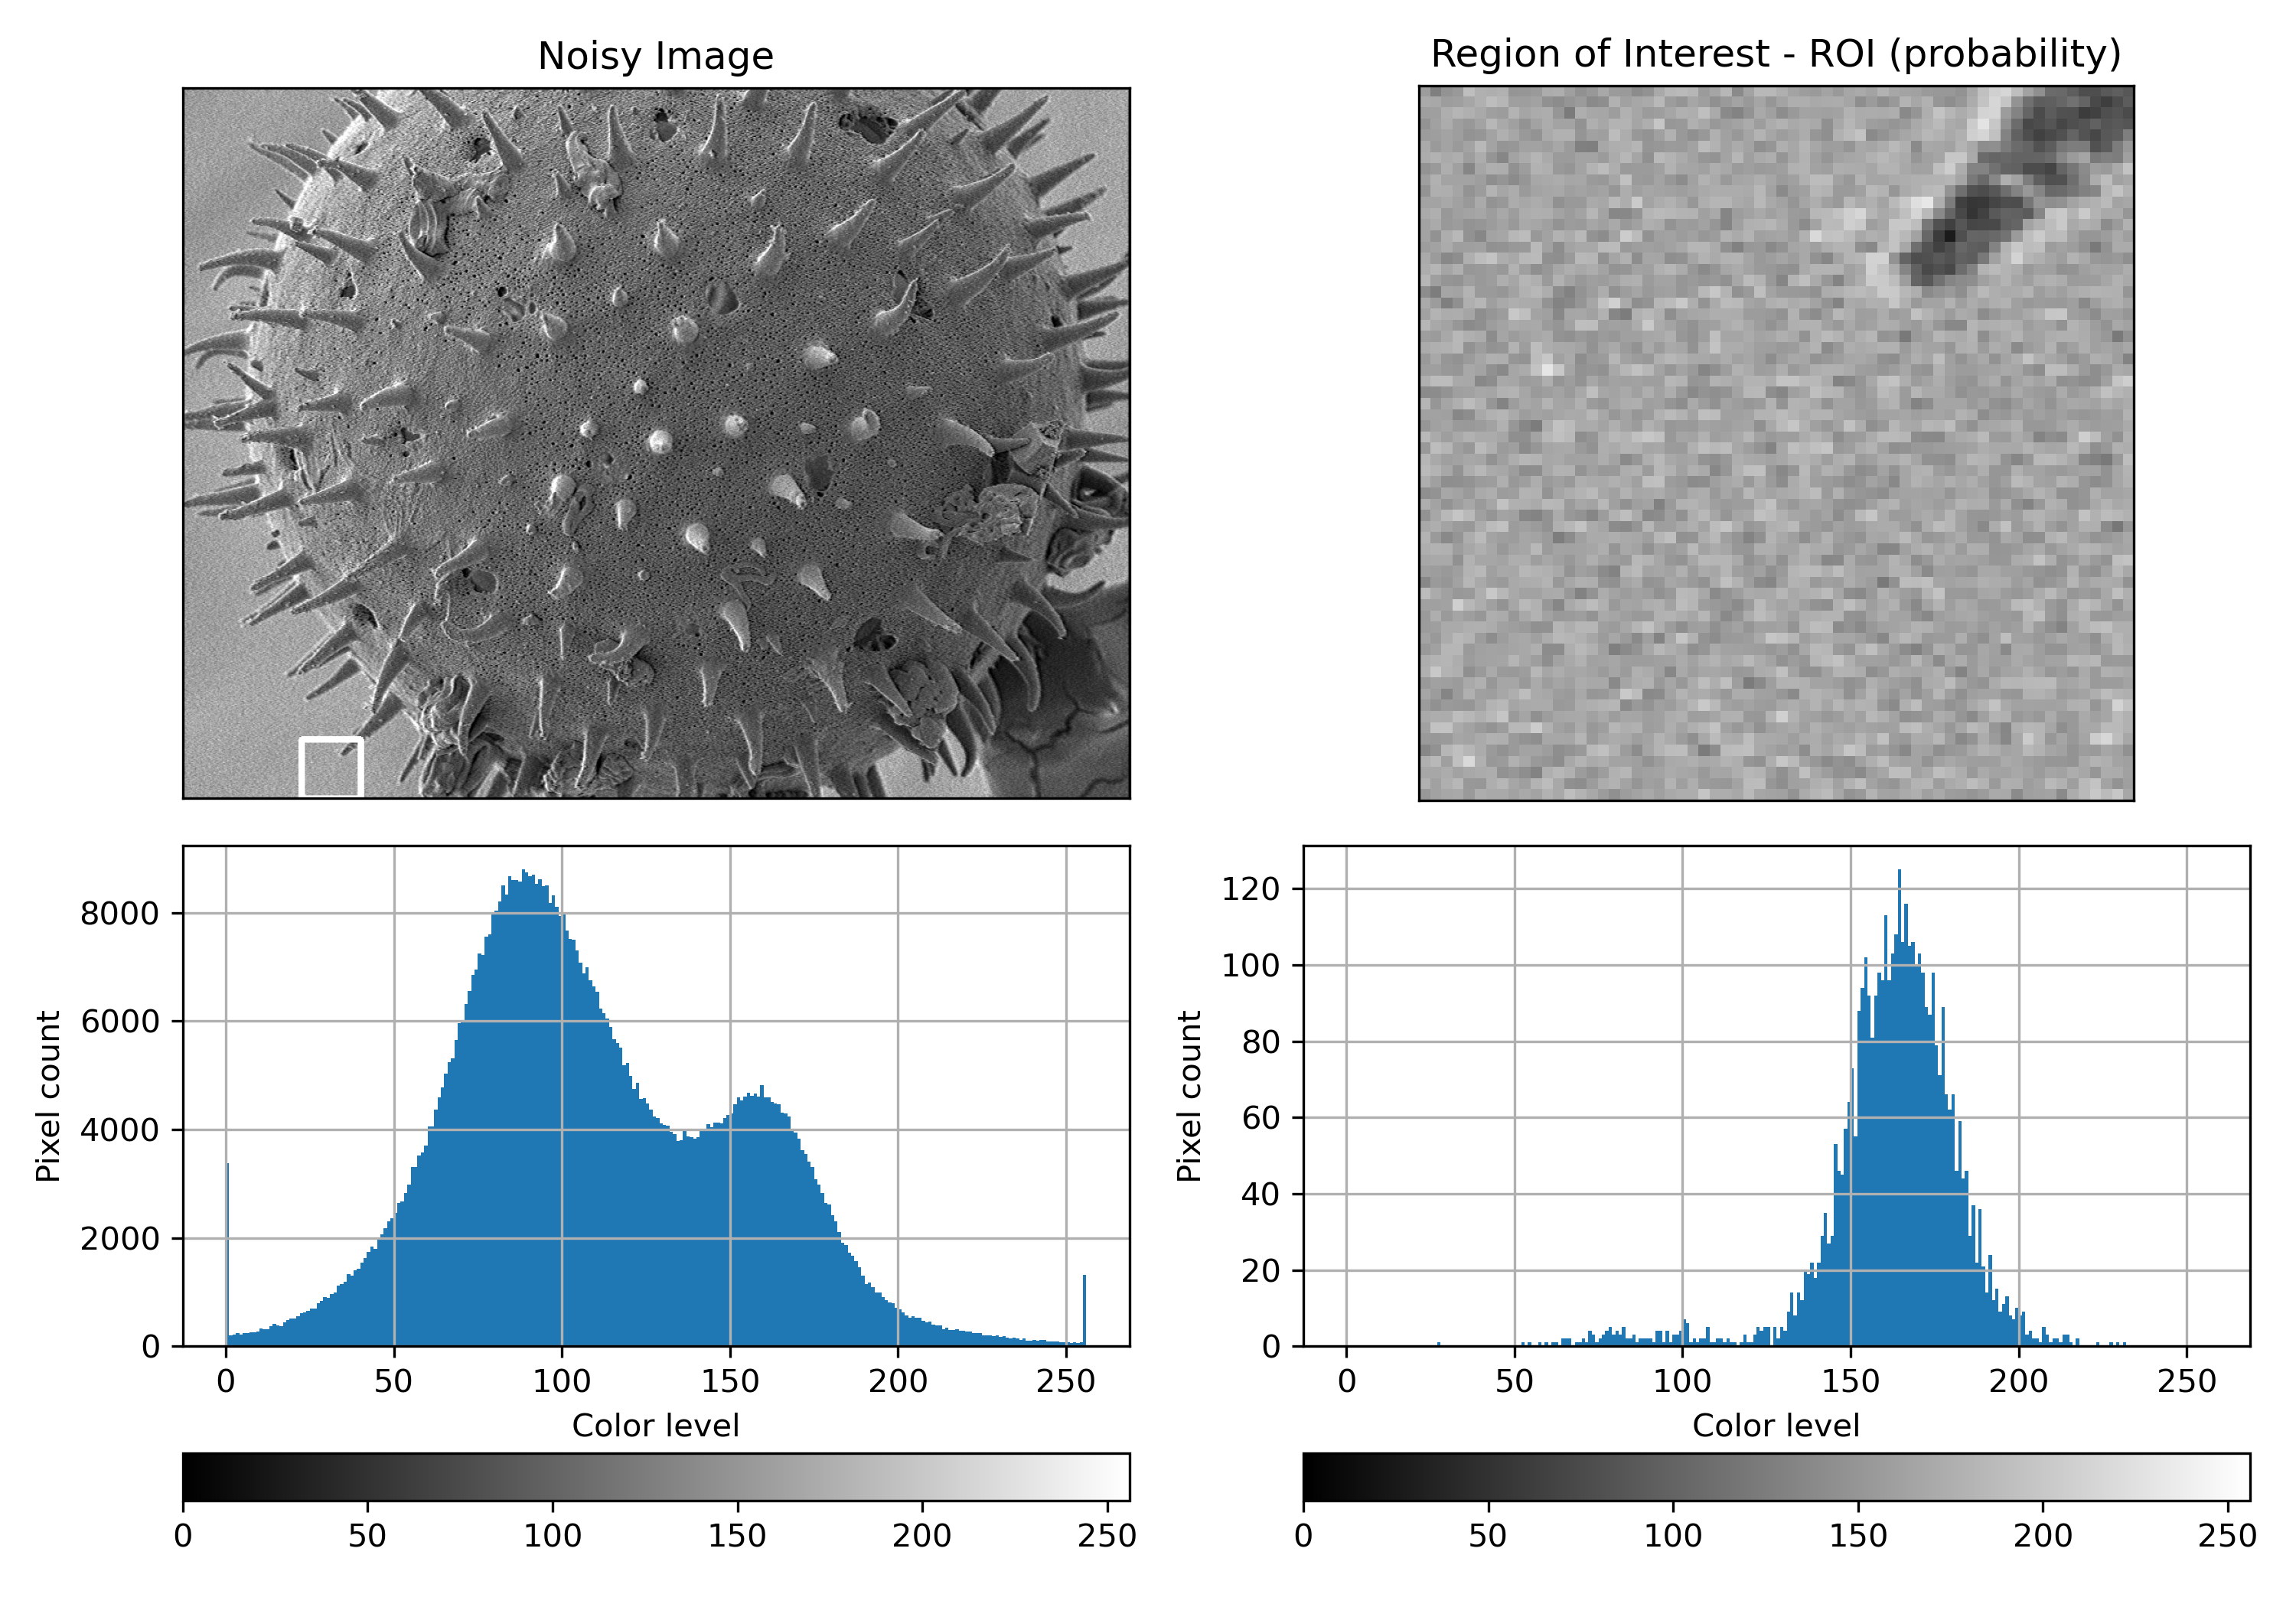 Noisy Image
Region of Interest - ROI (probability)
8000
6000
4000
2000
0
Pixel count
0 50 100 150 200 250
Color level
0 50 100 150 200 250
120
100
80
60
40
20
0
Pixel count
0 50 100 150 200 250
Color level
0 50 100 150 200 250